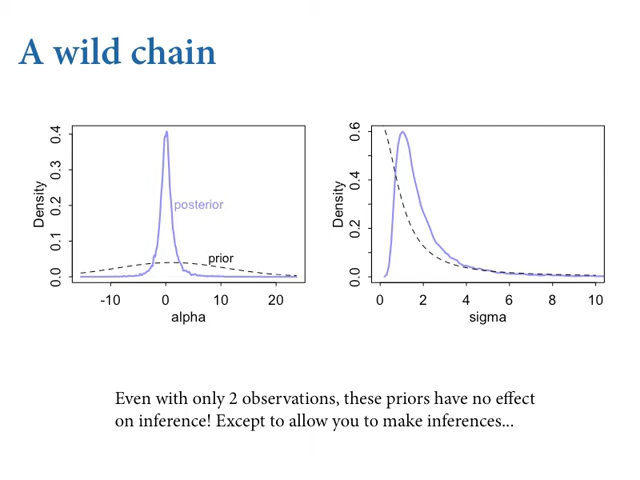 A wild chain
Density
0.0 0.1 0.2 0.3 0.4
posterior
prior
-10 0 10 20
alpha
Density
0.0 0.2 0.4 0.6
0 2 4 6 8 10
sigma
Even with only 2 observations, these priors have no effect
on inference! Except to allow you to make inferences...